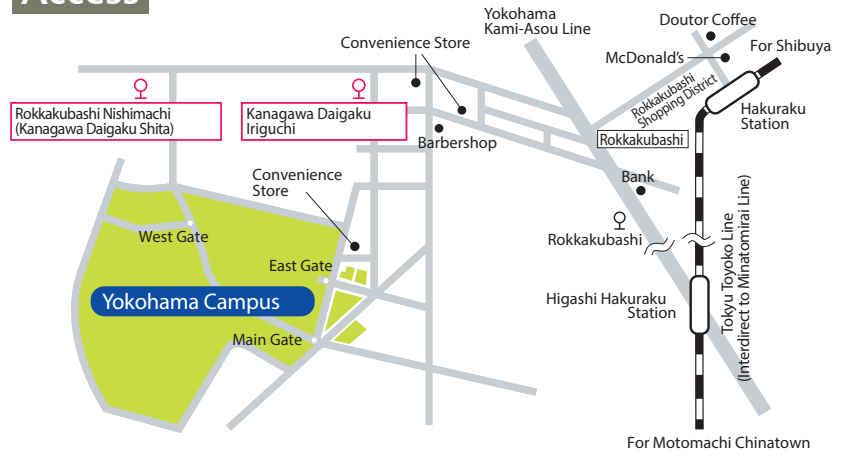 Access
Yokohama
Kami-Asou Line
Doutor Coffee
Convenience Store
McDonald's
For Shibuya
Rokkakubashi
Shopping District
Hakuraku
Station
Rokkakubashi Nishimachi
(Kanagawa Daigaku Shita)
Kanagawa Daigaku
Iriguchi
Barbershop
Rokkakubashi
Convenience
Store
Bank
West Gate
Rokkakubashi
East Gate
Yokohama Campus
Higashi Hakuraku
Station
Tokyu Toyoko Line
(Interdirect to Minatomirai Line)
Main Gate
For Motomachi Chinatown